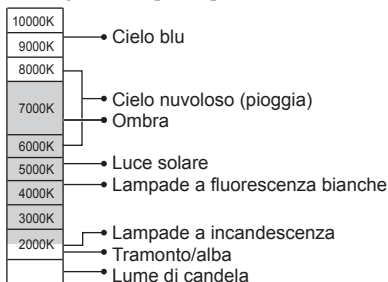 10000K
Cielo blu
9000K
8000K
Cielo nuvoloso (pioggia)
7000K
Ombra
6000K
Luce solare
5000K
Lampade a fluorescenza bianche
4000K
3000K
Lampade a incandescenza
2000K
Tramonto/alba
Lume di candela